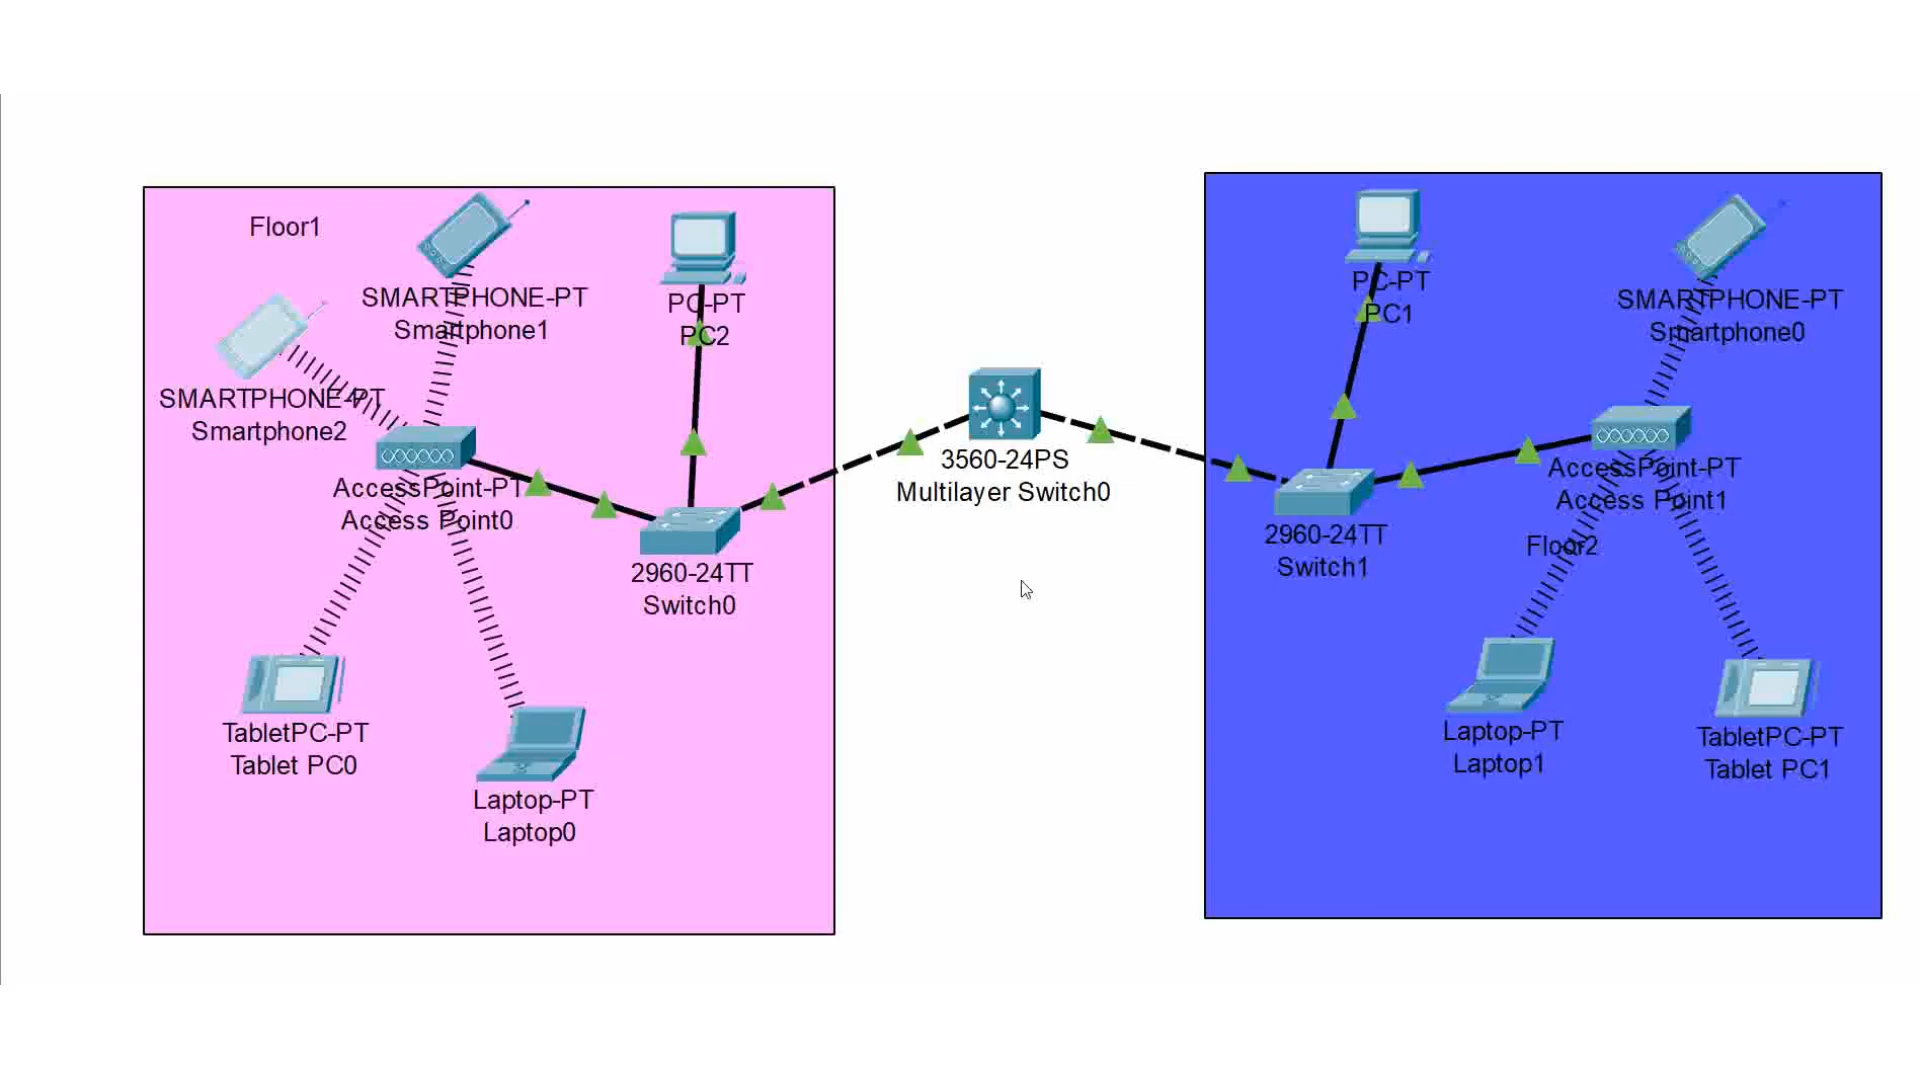 Floor1
SMARTPHONE-PT
Smartphone1
SMARTPHONE-PT
Smartphone2
PC-PT
PC2
AccessPoint-PT
Access Point0
2960-24TT
Switch0
TabletPC-PT
Tablet PC0
Laptop-PT
Laptop0
3560-24PS
Multilayer Switch0
PC-PT
PC1
SMARTPHONE-PT
Smartphone0
AccessPoint-PT
Access Point1
2960-24TT
Switch1
Floor2
Laptop-PT
Laptop1
TabletPC-PT
Tablet PC1